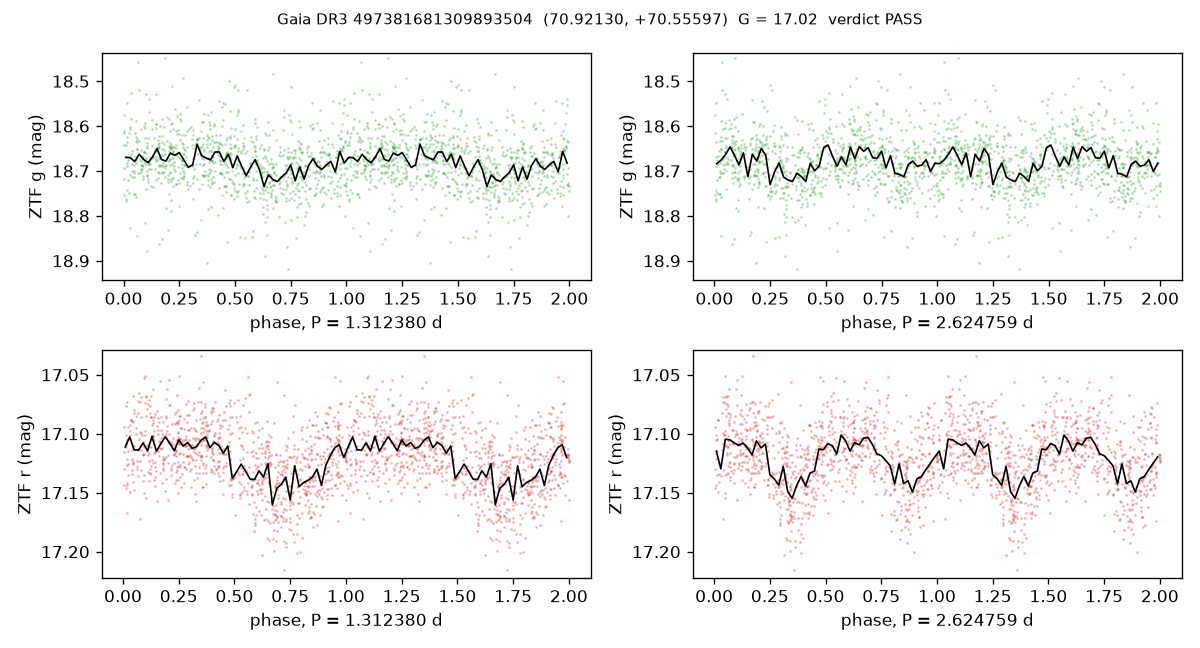 Gaia DR3 497381681309893504 (70.92130, +70.55597) G = 17.02 verdict PASS
ZTF g (mag)
18.5
18.6
18.7
18.8
18.9
0.00 0.25 0.50 0.75 1.00 1.25 1.50 1.75 2.00
phase, P = 1.312380 d
ZTF g (mag)
18.5
18.6
18.7
18.8
18.9
0.00 0.25 0.50 0.75 1.00 1.25 1.50 1.75 2.00
phase, P = 2.624759 d
ZTF r (mag)
17.05
17.10
17.15
17.20
0.00 0.25 0.50 0.75 1.00 1.25 1.50 1.75 2.00
phase, P = 1.312380 d
ZTF r (mag)
17.05
17.10
17.15
17.20
0.00 0.25 0.50 0.75 1.00 1.25 1.50 1.75 2.00
phase, P = 2.624759 d